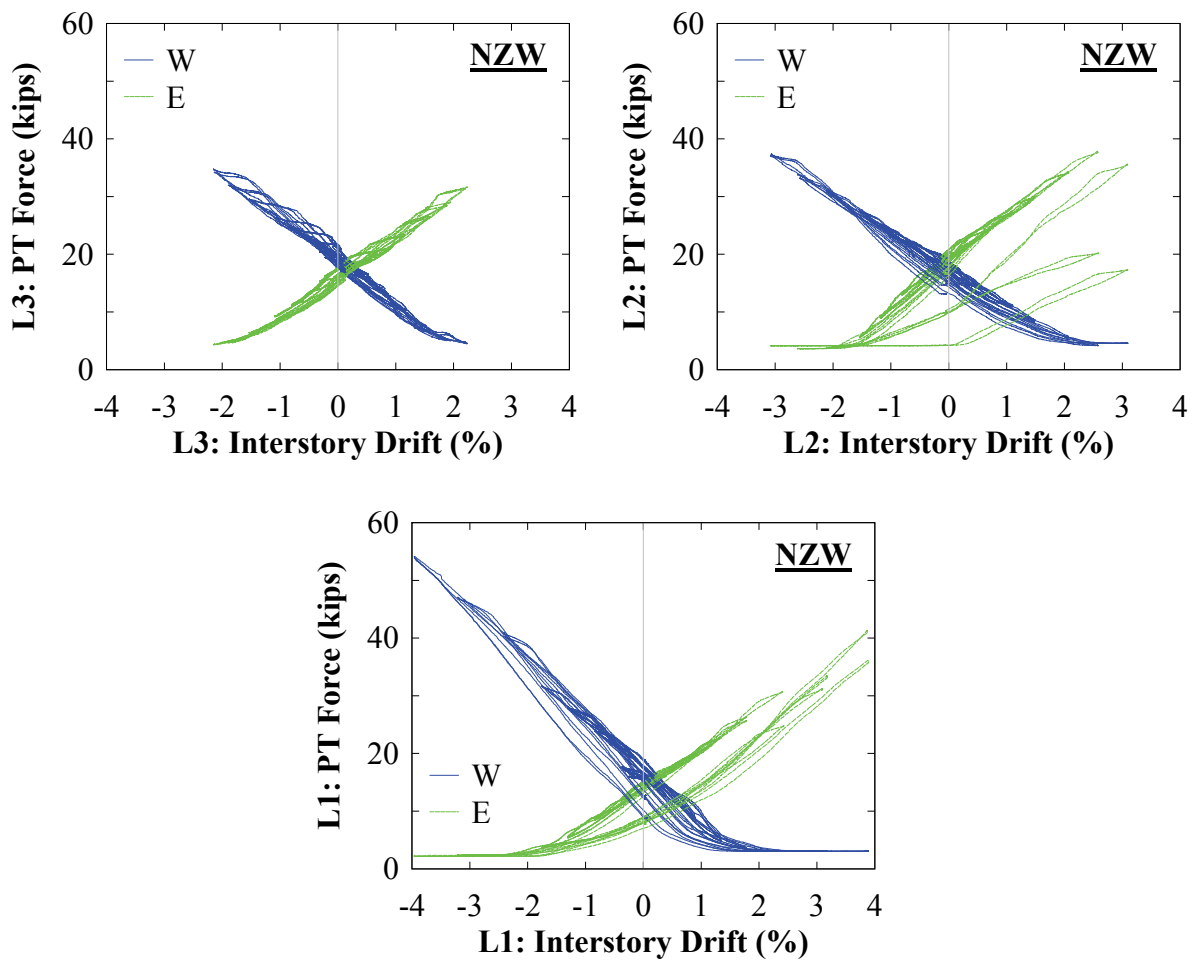 L3: PT Force (kips)
60
40
20
0
W
E
NZW
-4 -3 -2 -1 0 1 2 3 4
L3: Interstory Drift (%)
L2: PT Force (kips)
60
40
20
0
W
E
NZW
-4 -3 -2 -1 0 1 2 3 4
L2: Interstory Drift (%)
L1: PT Force (kips)
60
40
20
0
NZW
W
E
-4 -3 -2 -1 0 1 2 3 4
L1: Interstory Drift (%)